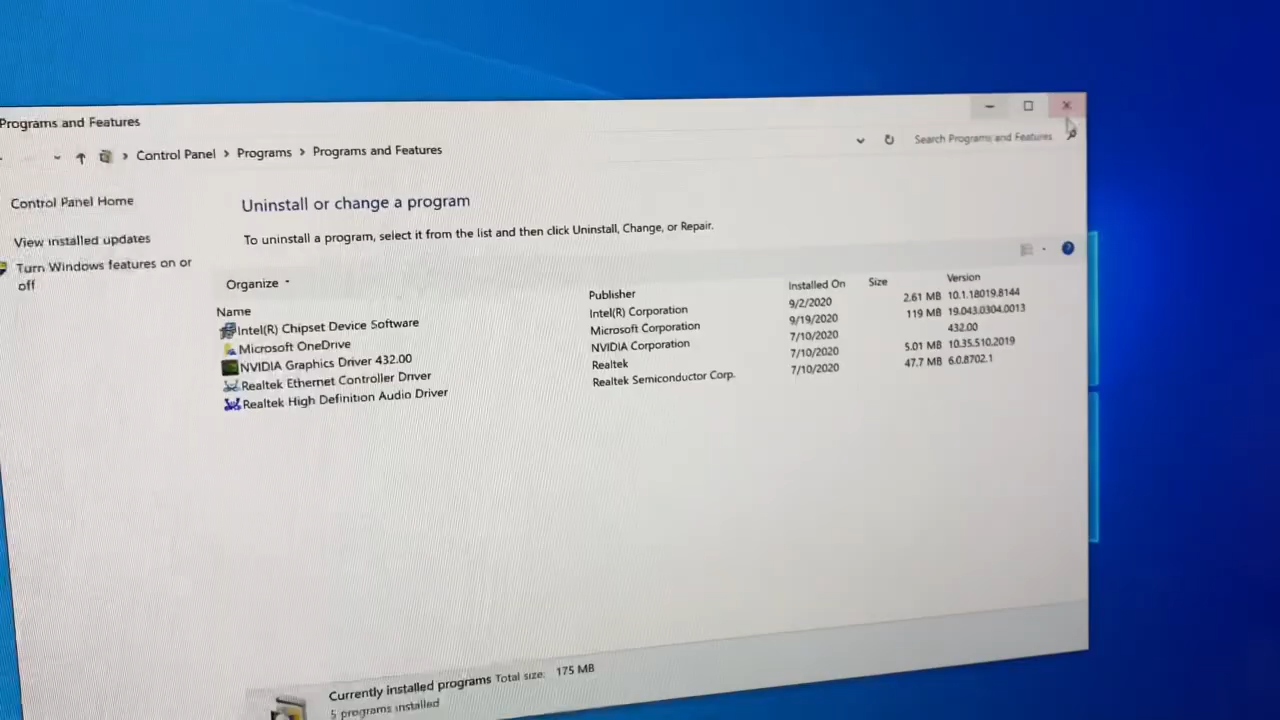 Programs and Features
Control Panel > Programs > Programs and Features
Search Programs and Features
Control Panel Home
View installed updates
Turn Windows features on or
off
Uninstall or change a program
To uninstall a program, select it from the list and then click Uninstall, Change, or Repair.
Organize
Name Publisher Installed On Size Version
Intel(R) Chipset Device Software Intel(R) Corporation 9/2/2020 2.61 MB 10.1.18019.8144
Microsoft OneDrive Microsoft Corporation 9/19/2020 119 MB 19.043.0304.0013
NVIDIA Graphics Driver 432.00 NVIDIA Corporation 7/10/2020 432.00
Realtek Ethernet Controller Driver Realtek 7/10/2020 5.01 MB 10.35.510.2019
Realtek High Definition Audio Driver Realtek Semiconductor Corp. 7/10/2020 47.7 MB 6.0.8702.1
Currently installed programs Total size: 175 MB
5 programs installed